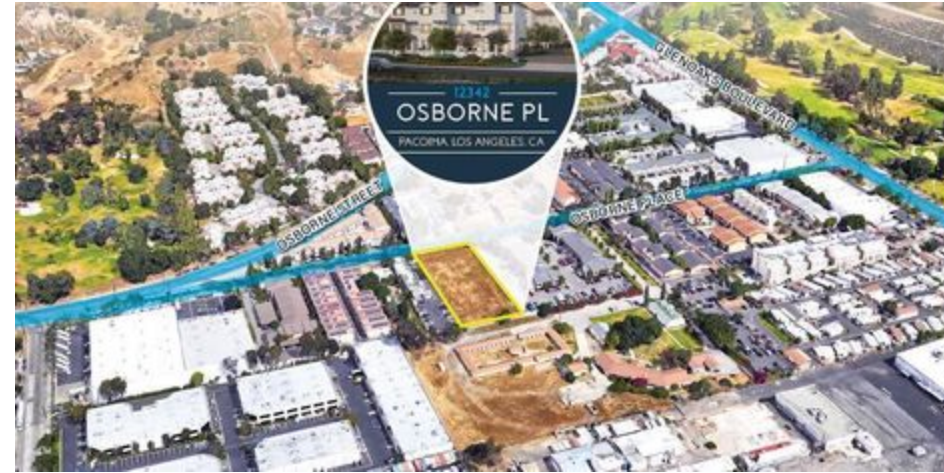 GLENOAKS BOULEVARD
12342
OSBORNE PL
PACOIMA, LOS ANGELES, CA
OSBORNE STREET
OSBORNE PLACE